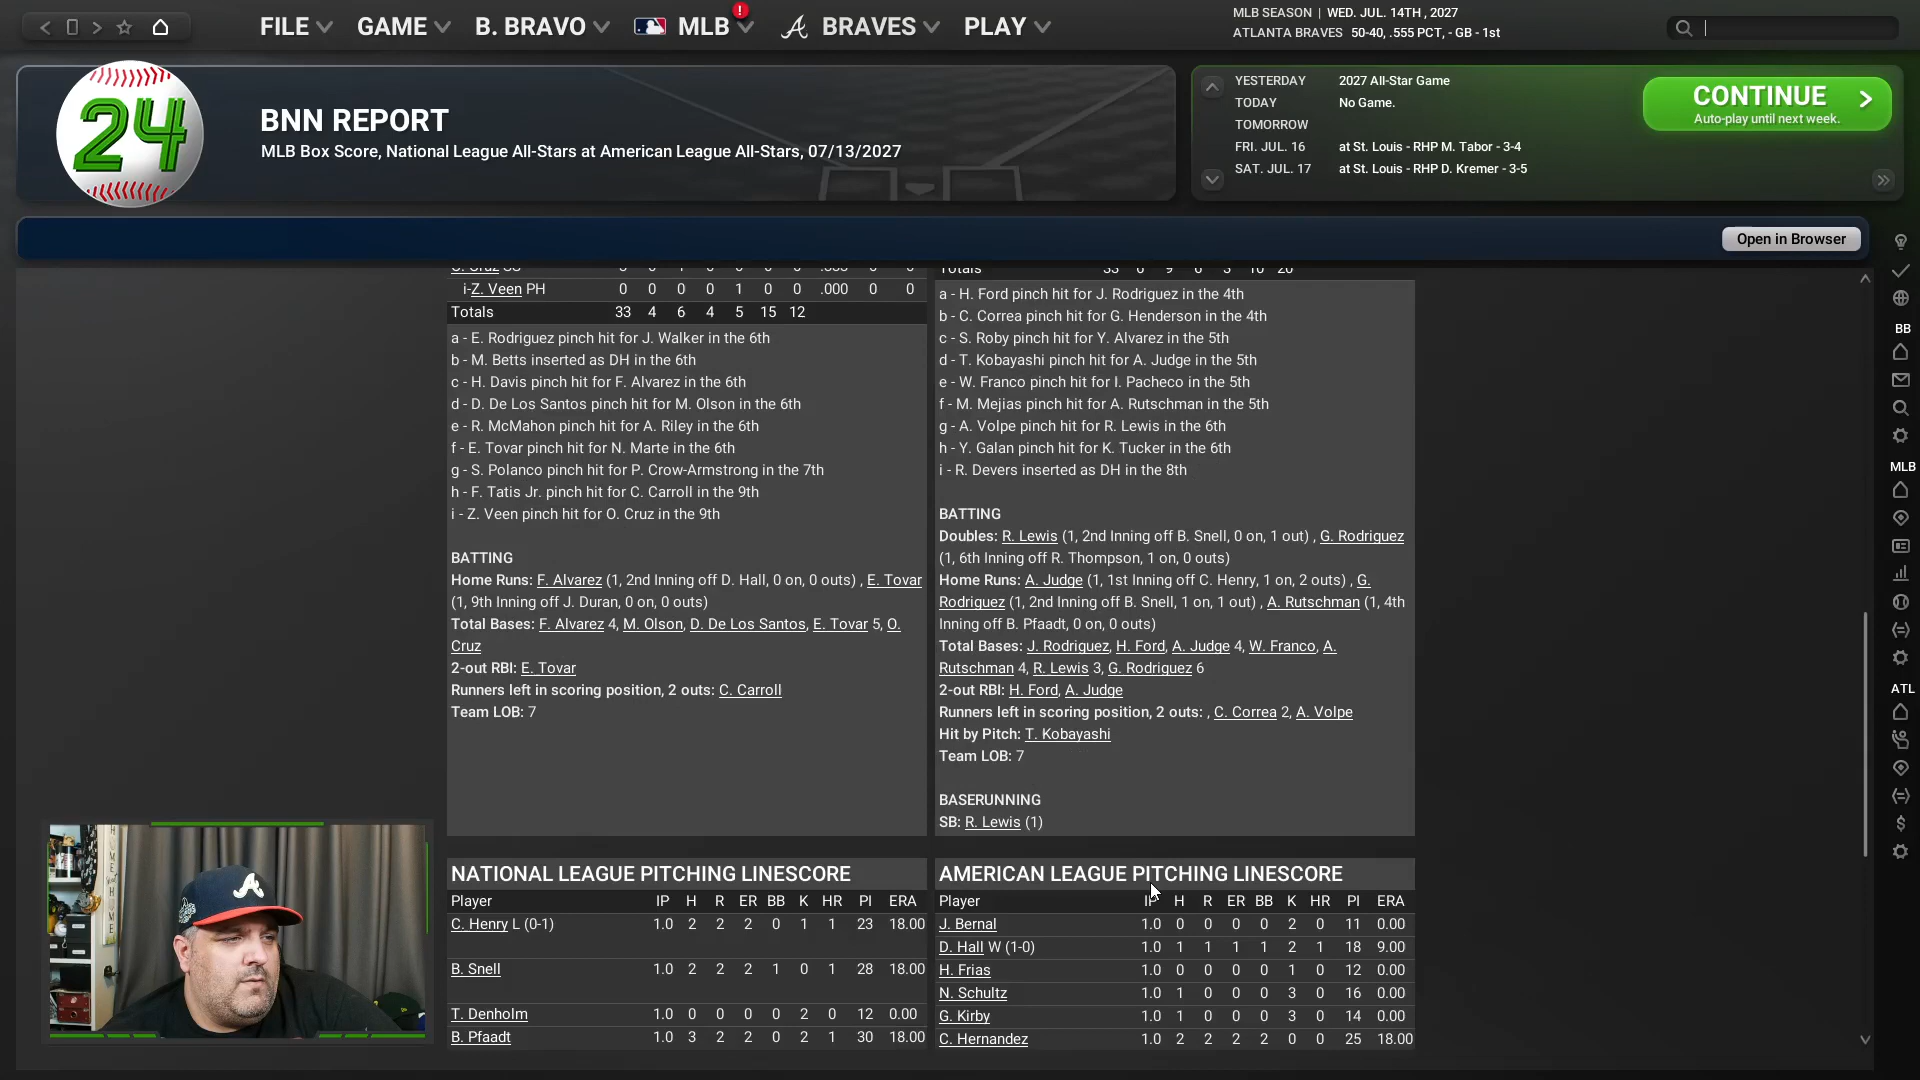 FILE GAME B. BRAVO MLB ! BRAVES PLAY
MLB SEASON | WED. JUL. 14TH , 2027
ATLANTA BRAVES 50-40, .555 PCT, - GB - 1st
24
BNN REPORT
MLB Box Score, National League All-Stars at American League All-Stars, 07/13/2027
YESTERDAY 2027 All-Star Game
TODAY No Game.
TOMORROW
FRI. JUL. 16 at St. Louis - RHP M. Tabor - 3-4
SAT. JUL. 17 at St. Louis - RHP D. Kremer - 3-5
CONTINUE
Auto-play until next week.
Open in Browser
i-Z. Veen PH 0 0 0 0 1 0 0 .000 0 0
Totals 33 4 6 4 5 15 12
a - E. Rodriguez pinch hit for J. Walker in the 6th
b - M. Betts inserted as DH in the 6th
c - H. Davis pinch hit for F. Alvarez in the 6th
d - D. De Los Santos pinch hit for M. Olson in the 6th
e - R. McMahon pinch hit for A. Riley in the 6th
f - E. Tovar pinch hit for N. Marte in the 6th
g - S. Polanco pinch hit for P. Crow-Armstrong in the 7th
h - F. Tatis Jr. pinch hit for C. Carroll in the 9th
i - Z. Veen pinch hit for O. Cruz in the 9th
BATTING
Home Runs: F. Alvarez (1, 2nd Inning off D. Hall, 0 on, 0 outs) , E. Tovar
(1, 9th Inning off J. Duran, 0 on, 0 outs)
Total Bases: F. Alvarez 4, M. Olson, D. De Los Santos, E. Tovar 5, O.
Cruz
2-out RBI: E. Tovar
Runners left in scoring position, 2 outs: C. Carroll
Team LOB: 7
Totals
a - H. Ford pinch hit for J. Rodriguez in the 4th
b - C. Correa pinch hit for G. Henderson in the 4th
c - S. Roby pinch hit for Y. Alvarez in the 5th
d - T. Kobayashi pinch hit for A. Judge in the 5th
e - W. Franco pinch hit for I. Pacheco in the 5th
f - M. Mejias pinch hit for A. Rutschman in the 5th
g - A. Volpe pinch hit for R. Lewis in the 6th
h - Y. Galan pinch hit for K. Tucker in the 6th
i - R. Devers inserted as DH in the 8th
BATTING
Doubles: R. Lewis (1, 2nd Inning off B. Snell, 0 on, 1 out) , G. Rodriguez
(1, 6th Inning off R. Thompson, 1 on, 0 outs)
Home Runs: A. Judge (1, 1st Inning off C. Henry, 1 on, 2 outs) , G.
Rodriguez (1, 2nd Inning off B. Snell, 1 on, 1 out) , A. Rutschman (1, 4th
Inning off B. Pfaadt, 0 on, 0 outs)
Total Bases: J. Rodriguez, H. Ford, A. Judge 4, W. Franco, A.
Rutschman 4, R. Lewis 3, G. Rodriguez 6
2-out RBI: H. Ford, A. Judge
Runners left in scoring position, 2 outs: , C. Correa 2, A. Volpe
Hit by Pitch: T. Kobayashi
Team LOB: 7
BASERUNNING
SB: R. Lewis (1)
NATIONAL LEAGUE PITCHING LINESCORE
Player IP H R ER BB K HR PI ERA
C. Henry L (0-1) 1.0 2 2 2 0 1 1 23 18.00
B. Snell 1.0 2 2 2 1 0 1 28 18.00
T. Denholm 1.0 0 0 0 0 2 0 12 0.00
B. Pfaadt 1.0 3 2 2 0 2 1 30 18.00
AMERICAN LEAGUE PITCHING LINESCORE
Player IP H R ER BB K HR PI ERA
J. Bernal 1.0 0 0 0 0 2 0 11 0.00
D. Hall W (1-0) 1.0 1 1 1 1 2 1 18 9.00
H. Frias 1.0 0 0 0 0 1 0 12 0.00
N. Schultz 1.0 1 0 0 0 3 0 16 0.00
G. Kirby 1.0 1 0 0 0 3 0 14 0.00
C. Hernandez 1.0 2 2 2 2 0 0 25 18.00
BB
MLB
ATL